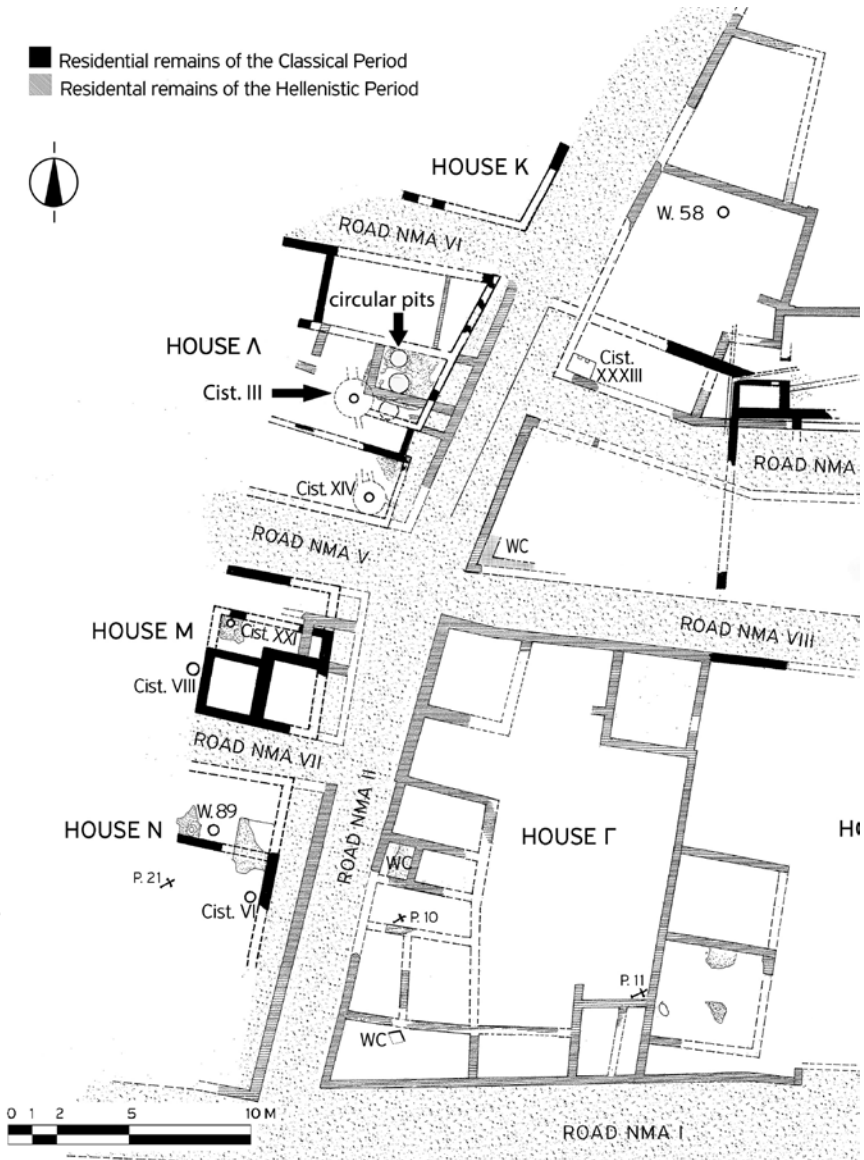 Residential remains of the Classical Period
Residental remains of the Hellenistic Period
HOUSE K
W. 58
ROAD NMA VI
circular pits
HOUSE Λ
Cist. III
Cist.
XXXIII
ROAD NMA
Cist. XIV
ROAD NMA V
WC
HOUSE M
Cist. XXI
ROAD NMA VIII
Cist. VIII
ROAD NMA VII
ROAD NMA II
W. 89
HOUSE N
HOUSE Γ
WC
P. 21
Cist. VI
P. 10
P. 11
WC
0 1 2 5 10 M
ROAD NMA I